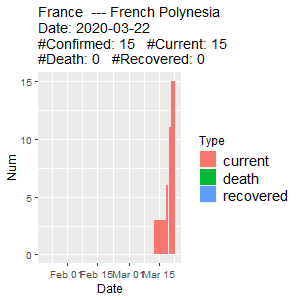 France  --- French Polynesia
Date: 2020-03-22
#Confirmed: 15   #Current: 15
#Death: 0   #Recovered: 0
15
10
5
0
Num
Feb 01 Feb 15 Mar 01 Mar 15
Date
Type
current
death
recovered